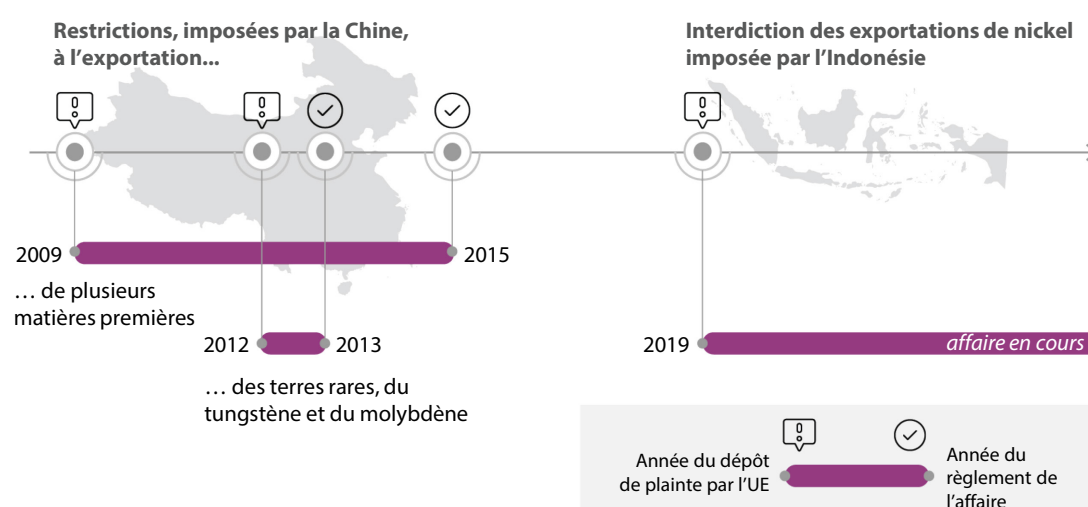 Restrictions, imposées par la Chine,
à l’exportation...
Interdiction des exportations de nickel
imposée par l’Indonésie
2009
2015
… de plusieurs
matières premières
2012
2013
… des terres rares, du
tungstène et du molybdène
2019
affaire en cours
Année du dépôt
de plainte par l’UE
Année du
règlement de
l’affaire